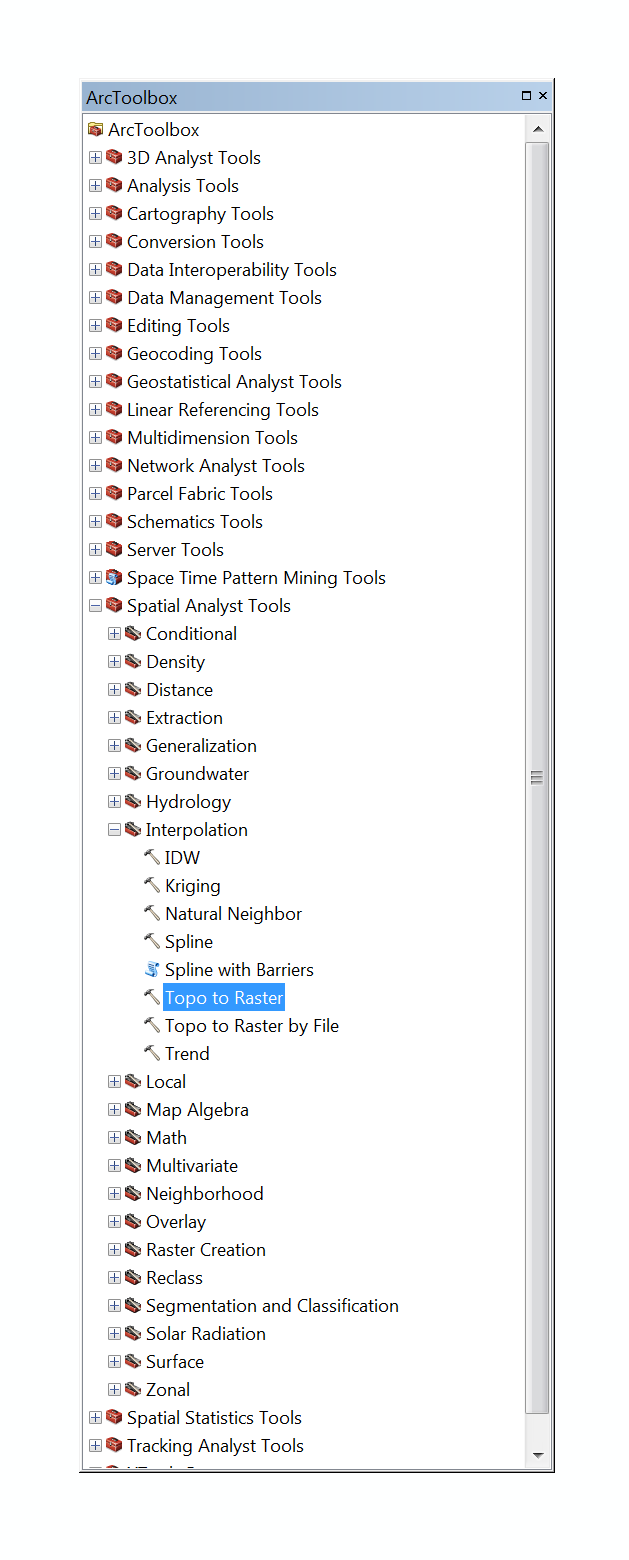 ArcToolbox
ArcToolbox
3D Analyst Tools
Analysis Tools
Cartography Tools
Conversion Tools
Data Interoperability Tools
Data Management Tools
Editing Tools
Geocoding Tools
Geostatistical Analyst Tools
Linear Referencing Tools
Multidimension Tools
Network Analyst Tools
Parcel Fabric Tools
Schematics Tools
Server Tools
Space Time Pattern Mining Tools
Spatial Analyst Tools
Conditional
Density
Distance
Extraction
Generalization
Groundwater
Hydrology
Interpolation
IDW
Kriging
Natural Neighbor
Spline
Spline with Barriers
Topo to Raster
Topo to Raster by File
Trend
Local
Map Algebra
Math
Multivariate
Neighborhood
Overlay
Raster Creation
Reclass
Segmentation and Classification
Solar Radiation
Surface
Zonal
Spatial Statistics Tools
Tracking Analyst Tools